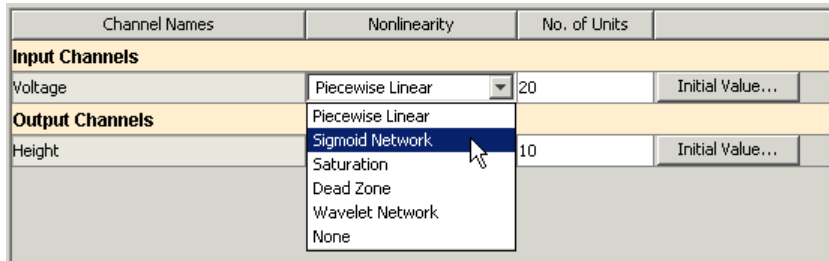 Channel Names Nonlinearity No. of Units
Input Channels
Voltage Piecewise Linear 20 Initial Value...
Output Channels Piecewise Linear
Height Sigmoid Network 10 Initial Value...
Saturation
Dead Zone
Wavelet Network
None